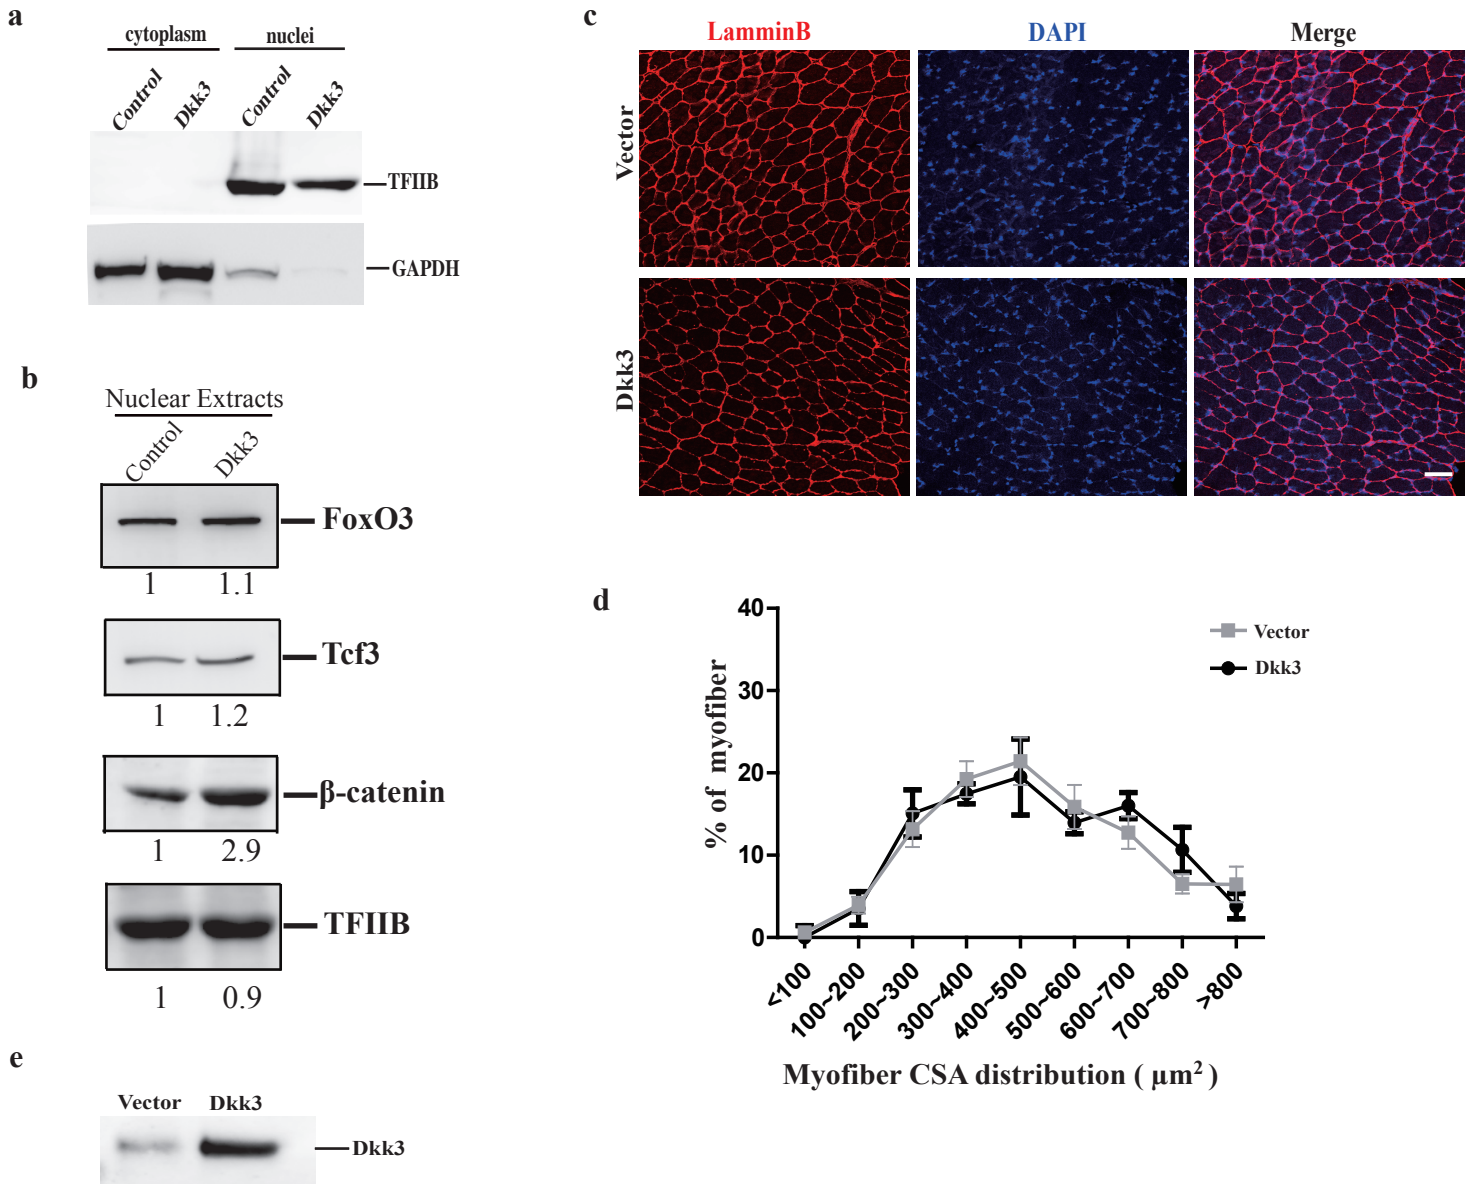 a
cytoplasm nuclei
Control Dkk3 Control Dkk3
TFIIB
GAPDH
b
Nuclear Extracts
Control Dkk3
FoxO3
1 1.1
Tcf3
1 1.2
β-catenin
1 2.9
TFIIB
1 0.9
c
LamminB DAPI Merge
Vector
Dkk3
d
% of myofiber
40
30
20
10
0
Vector
Dkk3
<100 100~200 200~300 300~400 400~500 500~600 600~700 700~800 >800
Myofiber CSA distribution ( μm²)
e
Vector Dkk3
Dkk3